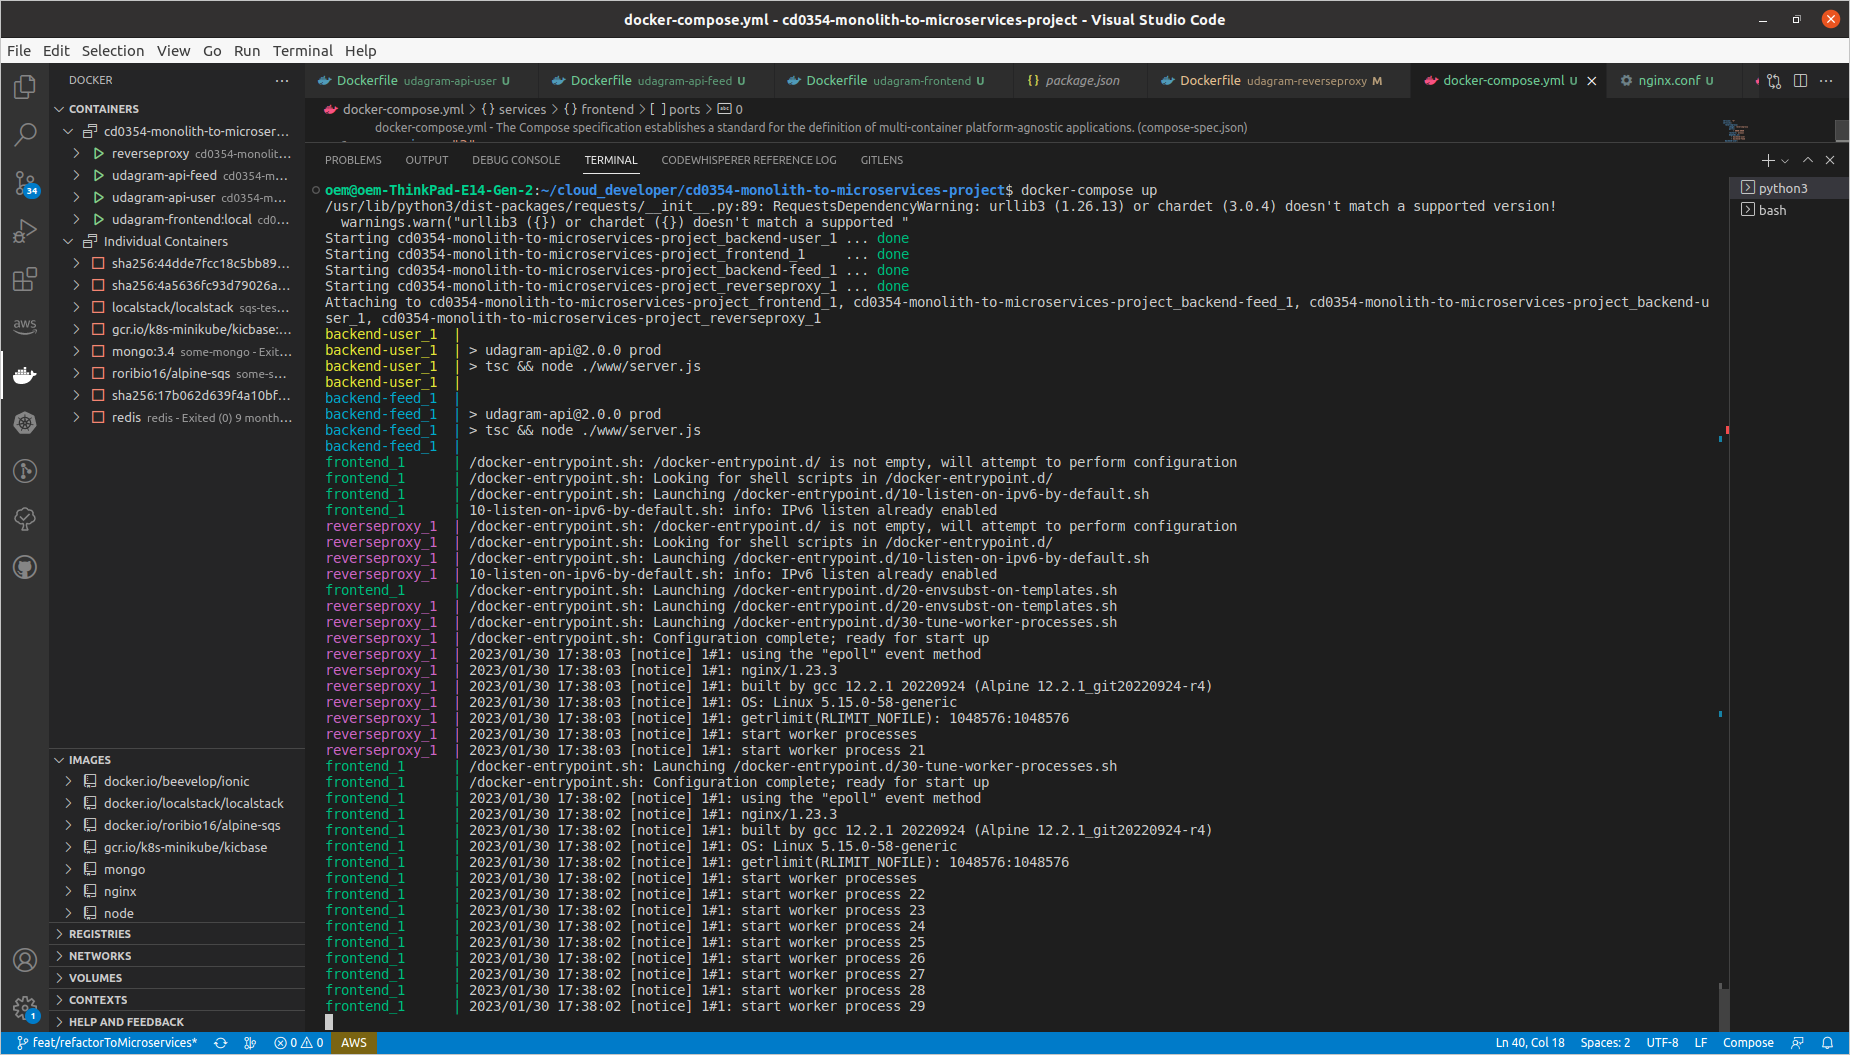 docker-compose.yml - cd0354-monolith-to-microservices-project - Visual Studio Code
File Edit Selection View Go Run Terminal Help
DOCKER
CONTAINERS
cd0354-monolith-to-microser...
reverseproxy cd0354-monolit...
udagram-api-feed cd0354-m...
udagram-api-user cd0354-m...
udagram-frontend:local cd0...
Individual Containers
sha256:44dde7fcc18c5bb89...
sha256:4a5636fc93d79026a...
localstack/localstack sqs-tes...
gcr.io/k8s-minikube/kicbase:...
mongo:3.4 some-mongo - Exit...
roribio16/alpine-sqs some-s...
sha256:17b062d639f4a10bf...
redis redis - Exited (0) 9 month...
IMAGES
docker.io/beevelop/ionic
docker.io/localstack/localstack
docker.io/roribio16/alpine-sqs
gcr.io/k8s-minikube/kicbase
mongo
nginx
node
REGISTRIES
NETWORKS
VOLUMES
CONTEXTS
HELP AND FEEDBACK
34
aws
1
Dockerfile udagram-api-user U Dockerfile udagram-api-feed U Dockerfile udagram-frontend U {} package.json Dockerfile udagram-reverseproxy M docker-compose.yml U nginx.conf U
docker-compose.yml > {} services > {} frontend > [ ] ports > abc 0
docker-compose.yml - The Compose specification establishes a standard for the definition of multi-container platform-agnostic applications. (compose-spec.json)
PROBLEMS OUTPUT DEBUG CONSOLE TERMINAL CODEWHISPERER REFERENCE LOG GITLENS
python3
bash
oem@oem-ThinkPad-E14-Gen-2:~/cloud_developer/cd0354-monolith-to-microservices-project$ docker-compose up
/usr/lib/python3/dist-packages/requests/__init__.py:89: RequestsDependencyWarning: urllib3 (1.26.13) or chardet (3.0.4) doesn't match a supported version!
  warnings.warn("urllib3 ({}) or chardet ({}) doesn't match a supported "
Starting cd0354-monolith-to-microservices-project_backend-user_1 ... done
Starting cd0354-monolith-to-microservices-project_frontend_1     ... done
Starting cd0354-monolith-to-microservices-project_backend-feed_1 ... done
Starting cd0354-monolith-to-microservices-project_reverseproxy_1 ... done
Attaching to cd0354-monolith-to-microservices-project_frontend_1, cd0354-monolith-to-microservices-project_backend-feed_1, cd0354-monolith-to-microservices-project_backend-u
ser_1, cd0354-monolith-to-microservices-project_reverseproxy_1
backend-user_1  |
backend-user_1  | > udagram-api@2.0.0 prod
backend-user_1  | > tsc && node ./www/server.js
backend-user_1  |
backend-feed_1  |
backend-feed_1  | > udagram-api@2.0.0 prod
backend-feed_1  | > tsc && node ./www/server.js
backend-feed_1  |
frontend_1      | /docker-entrypoint.sh: /docker-entrypoint.d/ is not empty, will attempt to perform configuration
frontend_1      | /docker-entrypoint.sh: Looking for shell scripts in /docker-entrypoint.d/
frontend_1      | /docker-entrypoint.sh: Launching /docker-entrypoint.d/10-listen-on-ipv6-by-default.sh
frontend_1      | 10-listen-on-ipv6-by-default.sh: info: IPv6 listen already enabled
reverseproxy_1  | /docker-entrypoint.sh: /docker-entrypoint.d/ is not empty, will attempt to perform configuration
reverseproxy_1  | /docker-entrypoint.sh: Looking for shell scripts in /docker-entrypoint.d/
reverseproxy_1  | /docker-entrypoint.sh: Launching /docker-entrypoint.d/10-listen-on-ipv6-by-default.sh
reverseproxy_1  | 10-listen-on-ipv6-by-default.sh: info: IPv6 listen already enabled
frontend_1      | /docker-entrypoint.sh: Launching /docker-entrypoint.d/20-envsubst-on-templates.sh
reverseproxy_1  | /docker-entrypoint.sh: Launching /docker-entrypoint.d/20-envsubst-on-templates.sh
reverseproxy_1  | /docker-entrypoint.sh: Launching /docker-entrypoint.d/30-tune-worker-processes.sh
reverseproxy_1  | /docker-entrypoint.sh: Configuration complete; ready for start up
reverseproxy_1  | 2023/01/30 17:38:03 [notice] 1#1: using the "epoll" event method
reverseproxy_1  | 2023/01/30 17:38:03 [notice] 1#1: nginx/1.23.3
reverseproxy_1  | 2023/01/30 17:38:03 [notice] 1#1: built by gcc 12.2.1 20220924 (Alpine 12.2.1_git20220924-r4)
reverseproxy_1  | 2023/01/30 17:38:03 [notice] 1#1: OS: Linux 5.15.0-58-generic
reverseproxy_1  | 2023/01/30 17:38:03 [notice] 1#1: getrlimit(RLIMIT_NOFILE): 1048576:1048576
reverseproxy_1  | 2023/01/30 17:38:03 [notice] 1#1: start worker processes
reverseproxy_1  | 2023/01/30 17:38:03 [notice] 1#1: start worker process 21
frontend_1      | /docker-entrypoint.sh: Launching /docker-entrypoint.d/30-tune-worker-processes.sh
frontend_1      | /docker-entrypoint.sh: Configuration complete; ready for start up
frontend_1      | 2023/01/30 17:38:02 [notice] 1#1: using the "epoll" event method
frontend_1      | 2023/01/30 17:38:02 [notice] 1#1: nginx/1.23.3
frontend_1      | 2023/01/30 17:38:02 [notice] 1#1: built by gcc 12.2.1 20220924 (Alpine 12.2.1_git20220924-r4)
frontend_1      | 2023/01/30 17:38:02 [notice] 1#1: OS: Linux 5.15.0-58-generic
frontend_1      | 2023/01/30 17:38:02 [notice] 1#1: getrlimit(RLIMIT_NOFILE): 1048576:1048576
frontend_1      | 2023/01/30 17:38:02 [notice] 1#1: start worker processes
frontend_1      | 2023/01/30 17:38:02 [notice] 1#1: start worker process 22
frontend_1      | 2023/01/30 17:38:02 [notice] 1#1: start worker process 23
frontend_1      | 2023/01/30 17:38:02 [notice] 1#1: start worker process 24
frontend_1      | 2023/01/30 17:38:02 [notice] 1#1: start worker process 25
frontend_1      | 2023/01/30 17:38:02 [notice] 1#1: start worker process 26
frontend_1      | 2023/01/30 17:38:02 [notice] 1#1: start worker process 27
frontend_1      | 2023/01/30 17:38:02 [notice] 1#1: start worker process 28
frontend_1      | 2023/01/30 17:38:02 [notice] 1#1: start worker process 29
feat/refactorToMicroservices* 0 0 AWS Ln 40, Col 18 Spaces: 2 UTF-8 LF Compose